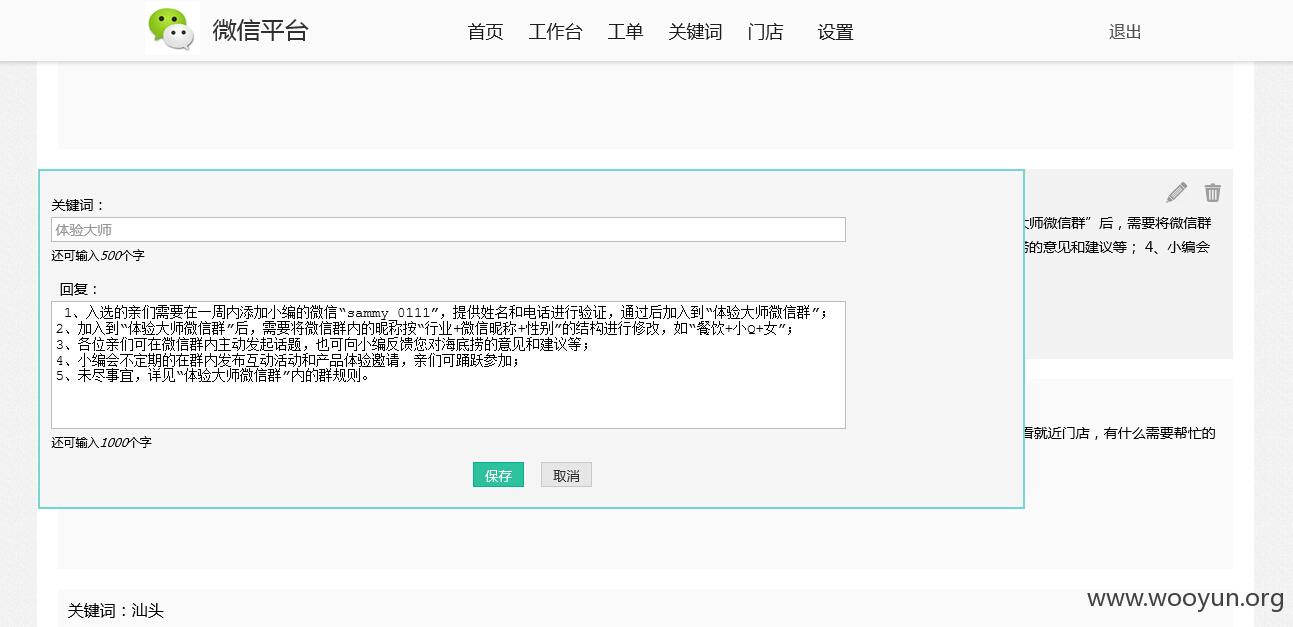 微信平台
首页 工作台 工单 关键词 门店 设置
退出
师微信群”后，需要将微信群
的意见和建议等； 4、小编会
关键词：
体验大师
还可输入500个字
回复：
1、入选的亲们需要在一周内添加小编的微信“sammy_0111”，提供姓名和电话进行验证，通过后加入到“体验大师微信群”；
2、加入到“体验大师微信群”后，需要将微信群内的昵称按“行业+微信昵称+性别”的结构进行修改，如“餐饮+小Q+女”；
3、各位亲们可在微信群内主动发起话题，也可向小编反馈您对海底捞的意见和建议等；
4、小编会不定期的在群内发布互动活动和产品体验邀请，亲们可踊跃参加；
5、未尽事宜，详见“体验大师微信群”内的群规则。
还可输入1000个字
保存 取消
看就近门店，有什么需要帮忙的
关键词：汕头
www.wooyun.org